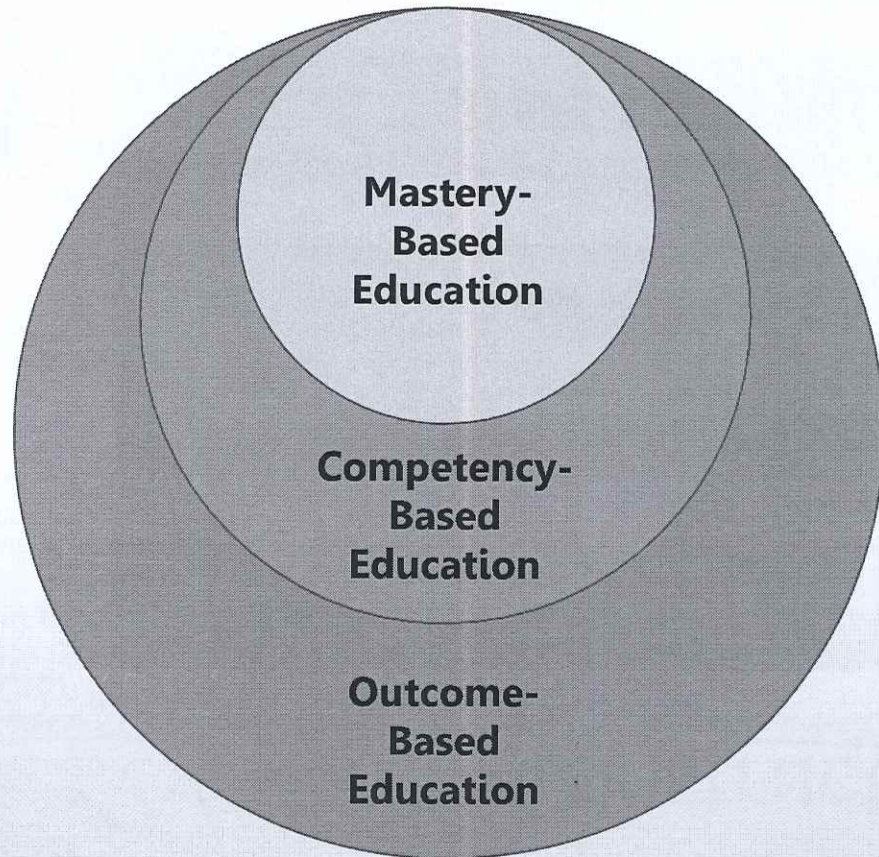 Mastery-
Based
Education
Competency-
Based
Education
Outcome-
Based
Education